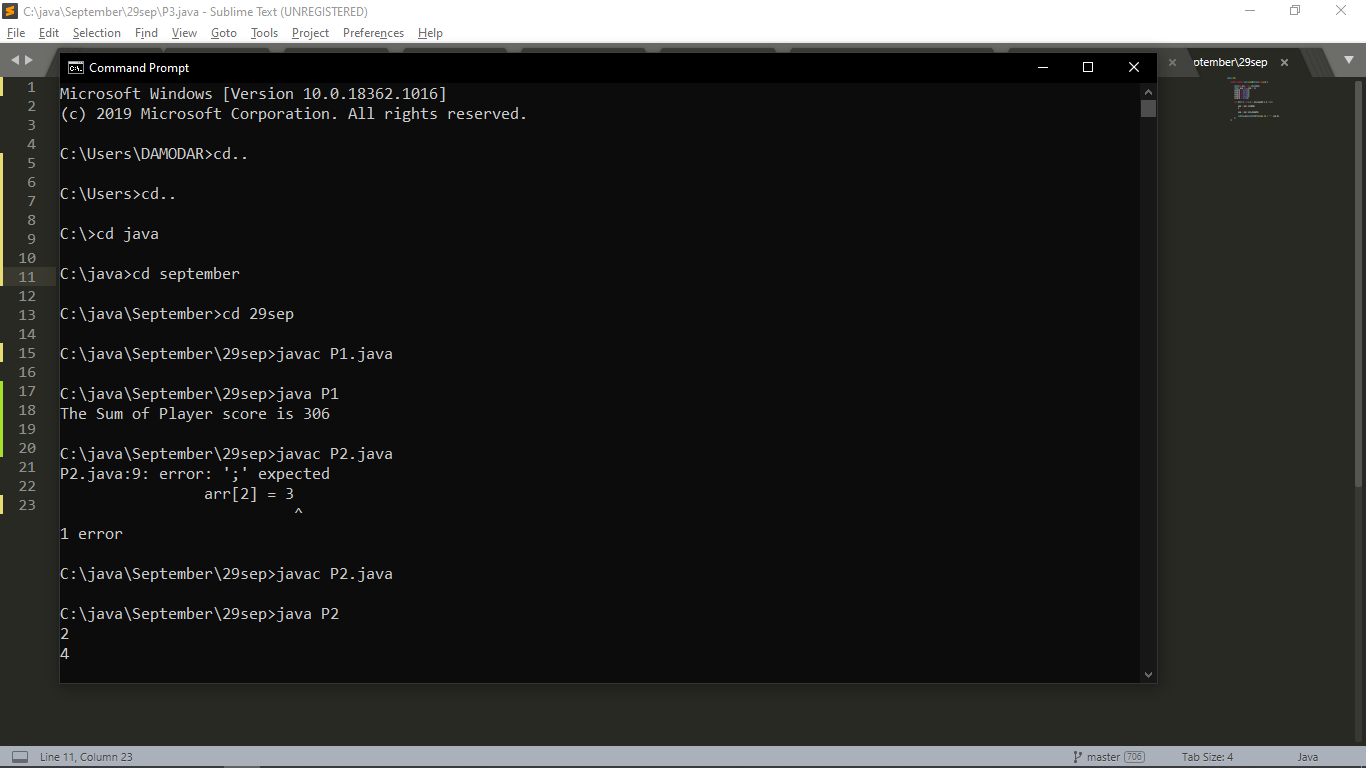 C:\java\September\29sep\P3.java - Sublime Text (UNREGISTERED)
File Edit Selection Find View Goto Tools Project Preferences Help
ptember\29sep
Command Prompt
Microsoft Windows [Version 10.0.18362.1016]
(c) 2019 Microsoft Corporation. All rights reserved.
C:\Users\DAMODAR>cd..
C:\Users>cd..
C:\>cd java
C:\java>cd september
C:\java\September>cd 29sep
C:\java\September\29sep>javac P1.java
C:\java\September\29sep>java P1
The Sum of Player score is 306
C:\java\September\29sep>javac P2.java
P2.java:9: error: ';' expected
arr[2] = 3
^
1 error
C:\java\September\29sep>javac P2.java
C:\java\September\29sep>java P2
2
4
1
2
3
4
5
6
7
8
9
10
11
12
13
14
15
16
17
18
19
20
21
22
23
Line 11, Column 23 master 706 Tab Size: 4 Java